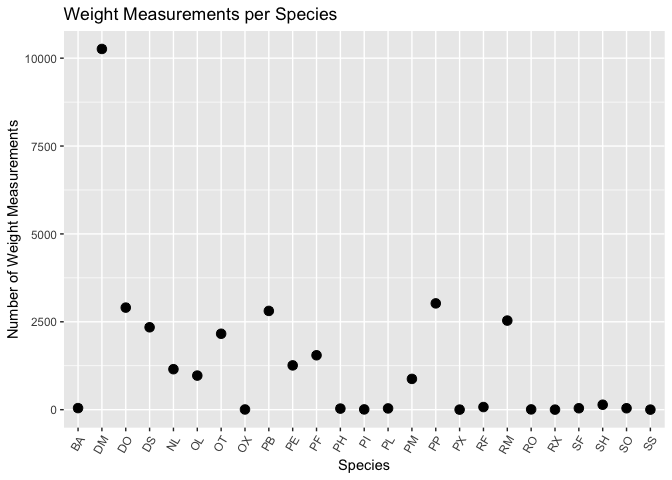 Weight Measurements per Species
Number of Weight Measurements
10000
7500
5000
2500
0
BA DM DO DS NL OL OT OX PB PE PF PH PI PL PM PP PX RF RM RO RX SF SH SO SS
Species